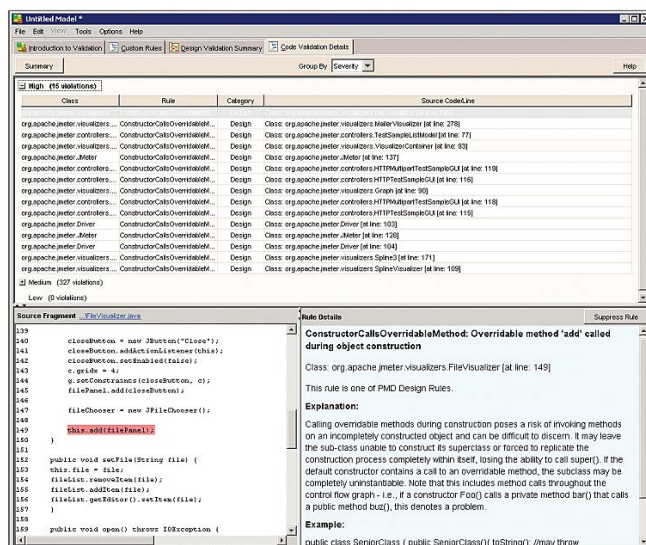 Untitled Model *
File Edit View Tools Options Help
Introduction to Validation Custom Rules Design Validation Summary Code Validation Details
Summary Group By Severity Help
High (15 violations)
Class Rule Category Source Code/Line
org.apache.jmeter.visualizers.... ConstructorCallsOverridableM... Design Class: org.apache.jmeter.visualizers.MailerVisualizer [at line: 278]
org.apache.jmeter.controllers.... ConstructorCallsOverridableM... Design Class: org.apache.jmeter.controllers.TestSampleListModel [at line: 77]
org.apache.jmeter.visualizers.... ConstructorCallsOverridableM... Design Class: org.apache.jmeter.visualizers.VisualizerContainer [at line: 93]
org.apache.jmeter.JMeter ConstructorCallsOverridableM... Design Class: org.apache.jmeter.JMeter [at line: 137]
org.apache.jmeter.controllers.... ConstructorCallsOverridableM... Design Class: org.apache.jmeter.controllers.HTTPMultipartTestSampleGUI [at line: 119]
org.apache.jmeter.controllers.... ConstructorCallsOverridableM... Design Class: org.apache.jmeter.controllers.HTTPTestSampleGUI [at line: 116]
org.apache.jmeter.visualizers.... ConstructorCallsOverridableM... Design Class: org.apache.jmeter.visualizers.Graph [at line: 90]
org.apache.jmeter.controllers.... ConstructorCallsOverridableM... Design Class: org.apache.jmeter.controllers.HTTPMultipartTestSampleGUI [at line: 118]
org.apache.jmeter.controllers.... ConstructorCallsOverridableM... Design Class: org.apache.jmeter.controllers.HTTPTestSampleGUI [at line: 115]
org.apache.jmeter.Driver ConstructorCallsOverridableM... Design Class: org.apache.jmeter.Driver [at line: 103]
org.apache.jmeter.JMeter ConstructorCallsOverridableM... Design Class: org.apache.jmeter.JMeter [at line: 128]
org.apache.jmeter.Driver ConstructorCallsOverridableM... Design Class: org.apache.jmeter.Driver [at line: 104]
org.apache.jmeter.visualizers.... ConstructorCallsOverridableM... Design Class: org.apache.jmeter.visualizers.Spline3 [at line: 171]
org.apache.jmeter.visualizers.... ConstructorCallsOverridableM... Design Class: org.apache.jmeter.visualizers.SplineVisualizer [at line: 109]
Medium (327 violations)
Low (0 violations)
Source Fragment ...\FileVisualizer.java
139
140 closeButton = new JButton("Close");
141 closeButton.addActionListener(this);
142 closeButton.setEnabled(false);
143 c.gridx = 4;
144 g.setConstraints(closeButton, c);
145 filePanel.add(closeButton);
146
147 fileChooser = new JFileChooser();
148
149 this.add(filePanel);
150 }
151
152 public void setFile(String file) {
153 this.file = file;
154 fileList.removeItem(file);
155 fileList.addItem(file);
156 fileList.getEditor().setItem(file);
157 }
158
159 public void open() throws IOException {
Rule Details Suppress Rule
ConstructorCallsOverridableMethod: Overridable method 'add' called
during object construction
Class: org.apache.jmeter.visualizers.FileVisualizer [at line: 149]
This rule is one of PMD Design Rules.
Explanation:
Calling overridable methods during construction poses a risk of invoking methods
on an incompletely constructed object and can be difficult to discern. It may leave
the sub-class unable to construct its superclass or forced to replicate the
construction process completely within itself, losing the ability to call super(). If the
default constructor contains a call to an overridable method, the subclass may be
completely uninstantiable. Note that this includes method calls throughout the
control flow graph - i.e., if a constructor Foo() calls a private method bar() that calls
a public method buz(), this denotes a problem.
Example:
public class SeniorClass { public SeniorClass(){ toString(); //may throw